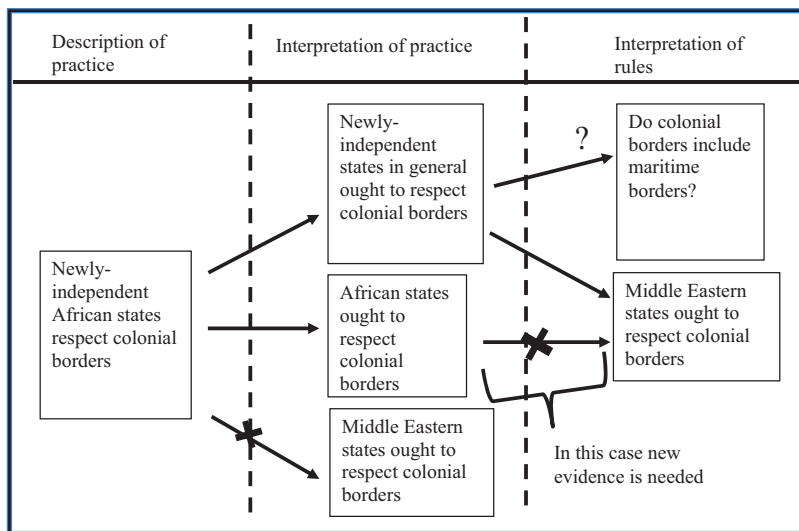 Description of
practice
Interpretation of practice
Interpretation of
rules
Newly-
independent
African states
respect colonial
borders
Newly-
independent
states in general
ought to respect
colonial borders
African states
ought to
respect
colonial
borders
Middle Eastern
states ought to
respect colonial
borders
?
Do colonial
borders include
maritime
borders?
Middle Eastern
states ought to
respect colonial
borders
In this case new
evidence is needed